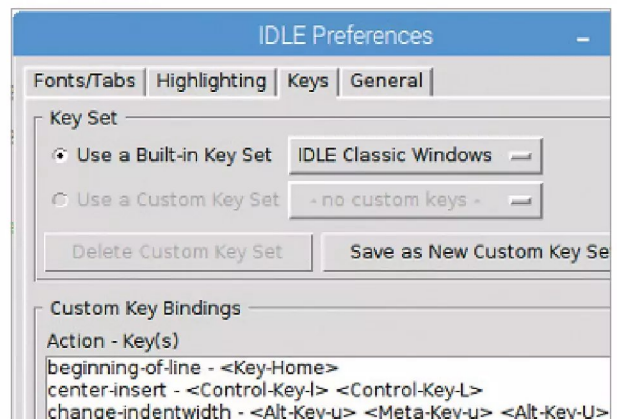 IDLE Preferences
Fonts/Tabs Highlighting Keys General
Key Set
Use a Built-in Key Set IDLE Classic Windows
Use a Custom Key Set - no custom keys -
Delete Custom Key Set Save as New Custom Key Se
Custom Key Bindings
Action - Key(s)
beginning-of-line - <Key-Home>
center-insert - <Control-Key-l> <Control-Key-L>
change-indentwidth - <Alt-Key-u> <Meta-Key-u> <Alt-Key-U>